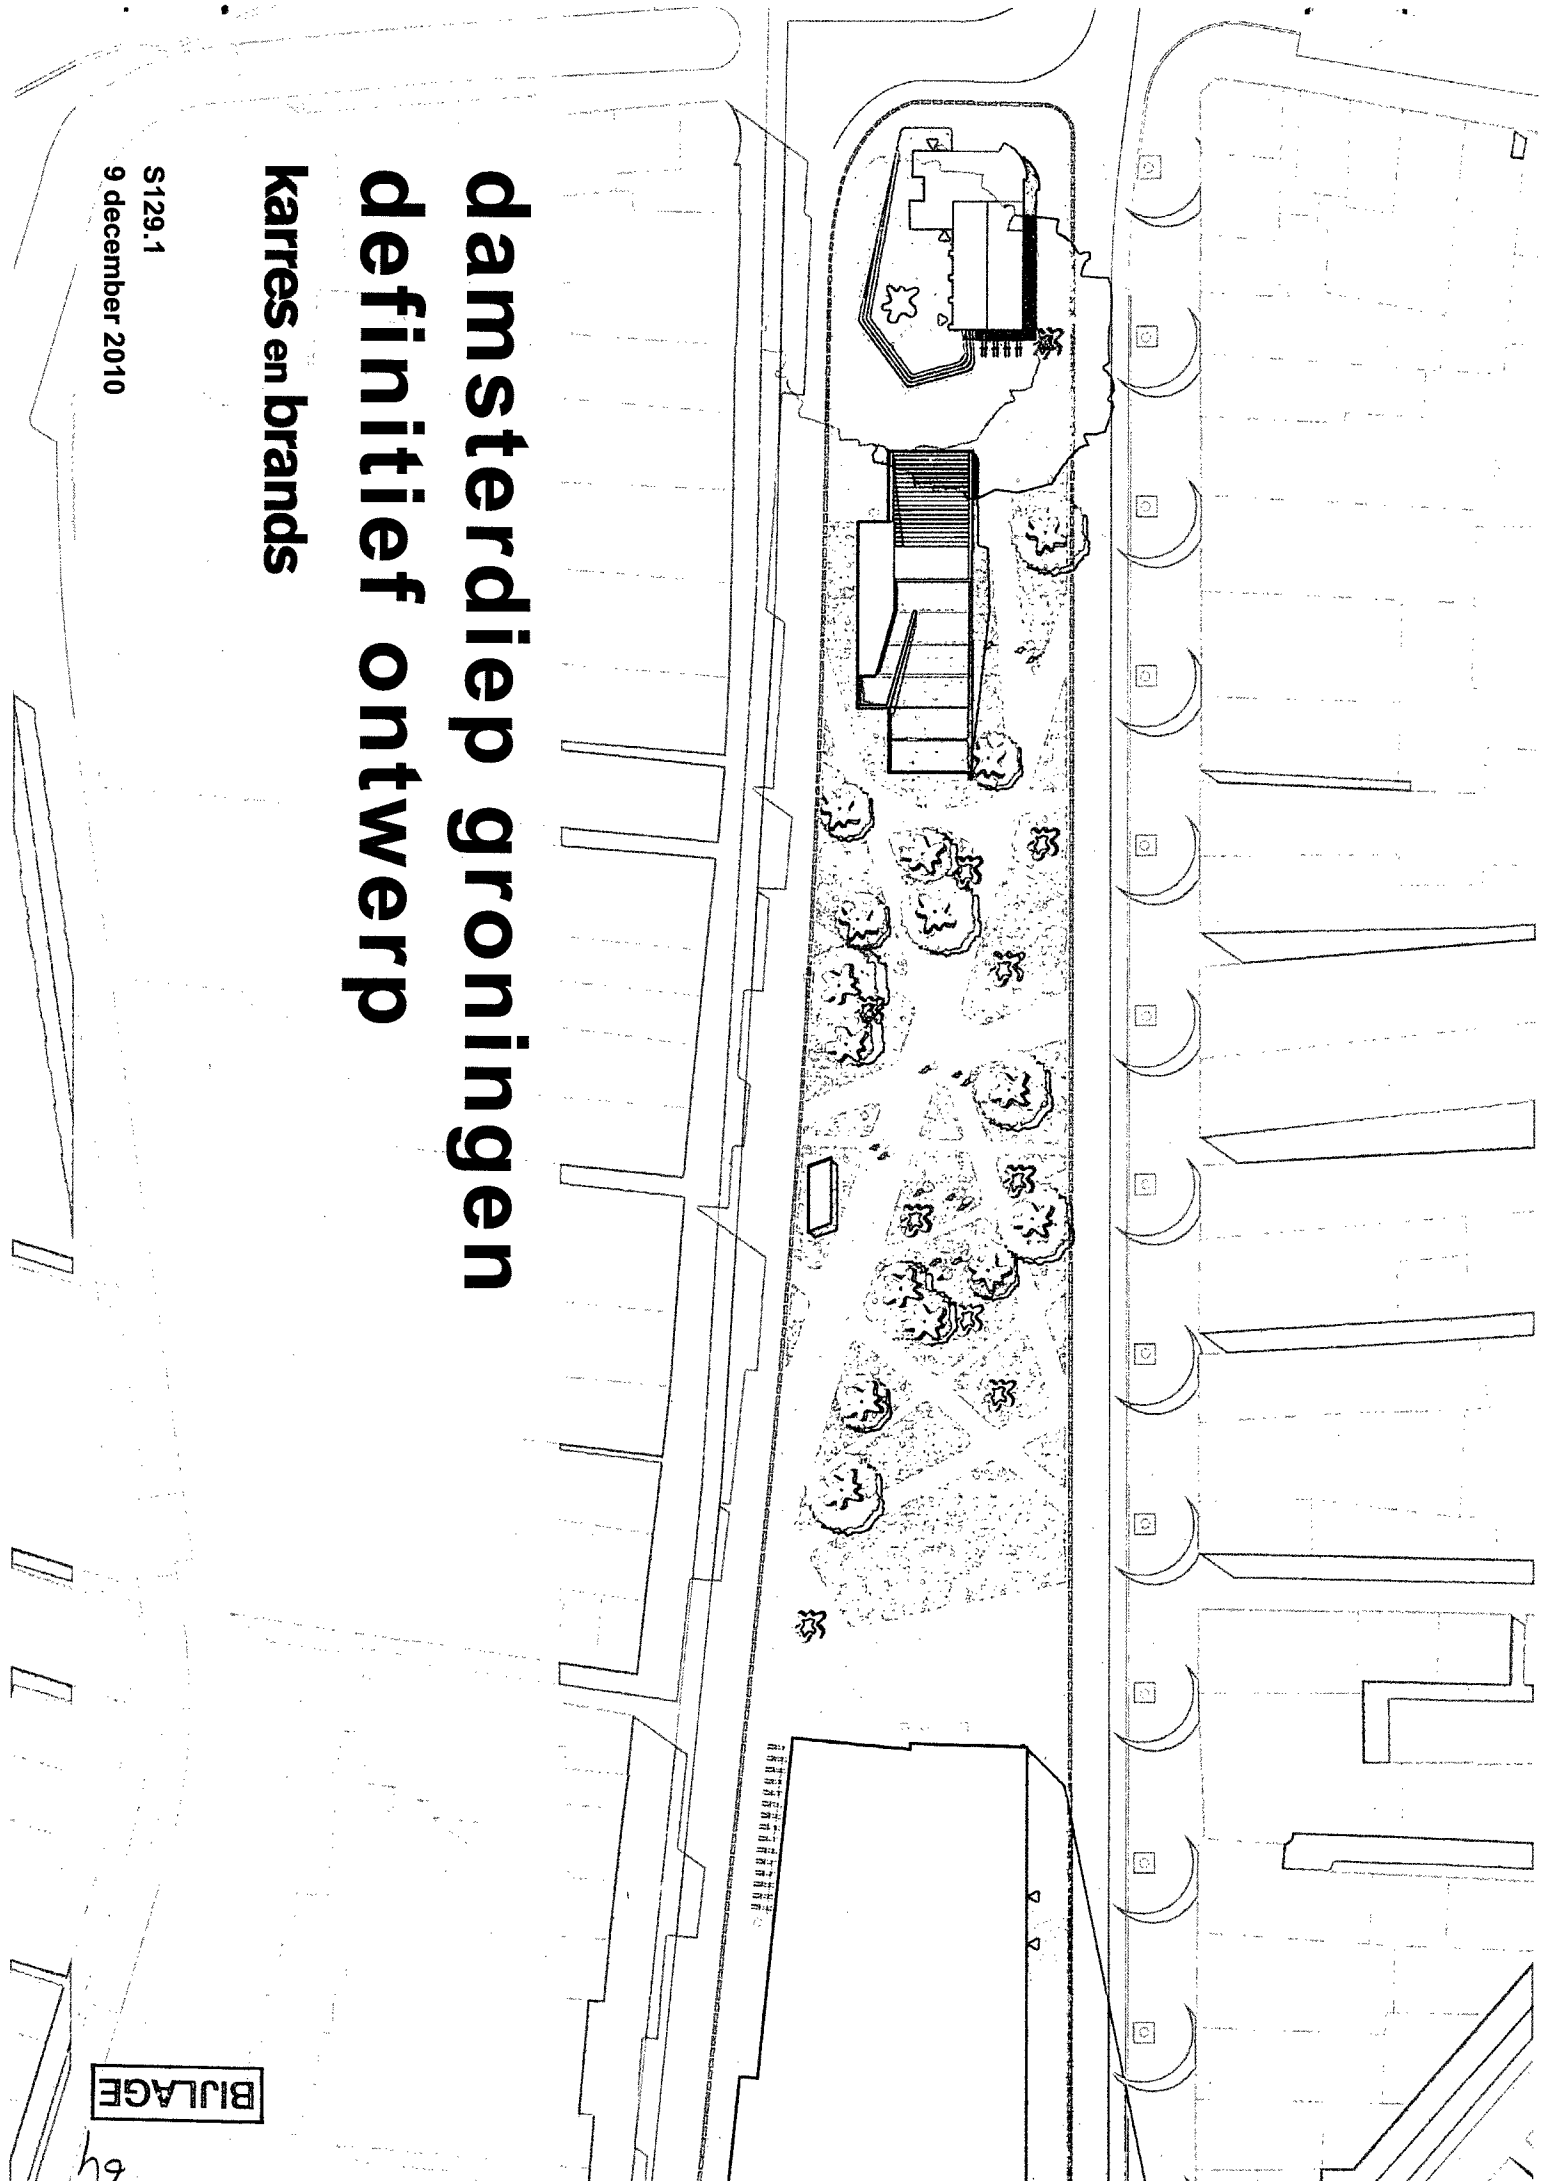 damsterdiep groningen
definitief ontwerp
karres en brands
S129.1
9 december 2010
BIJLAGE